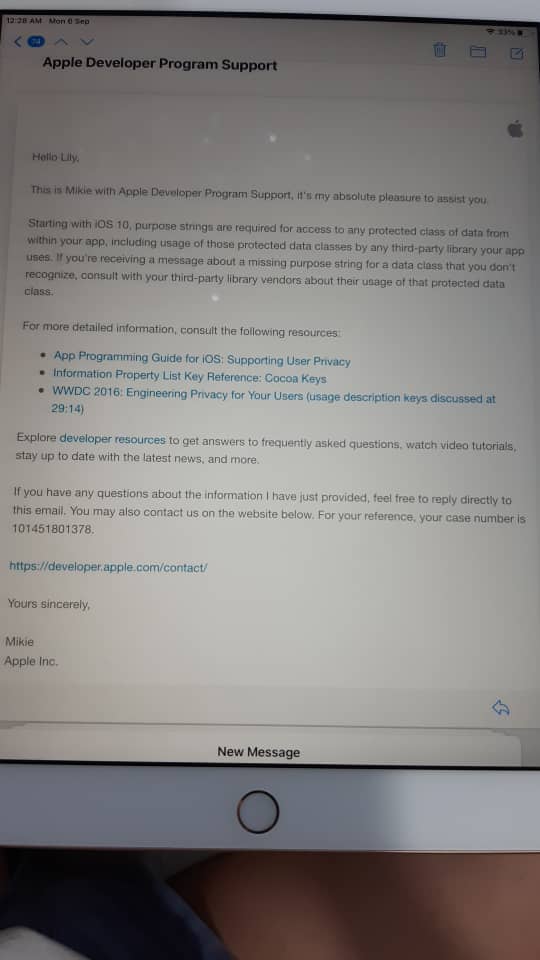 12:28 AM Mon 6 Sep
33%
74
Apple Developer Program Support
Hello Lily,
This is Mikie with Apple Developer Program Support, it's my absolute pleasure to assist you.
Starting with iOS 10, purpose strings are required for access to any protected class of data from
within your app, including usage of those protected data classes by any third-party library your app
uses. If you're receiving a message about a missing purpose string for a data class that you don't
recognize, consult with your third-party library vendors about their usage of that protected data
class.
For more detailed information, consult the following resources:
• App Programming Guide for iOS: Supporting User Privacy
• Information Property List Key Reference: Cocoa Keys
• WWDC 2016: Engineering Privacy for Your Users (usage description keys discussed at
29:14)
Explore developer resources to get answers to frequently asked questions, watch video tutorials,
stay up to date with the latest news, and more.
If you have any questions about the information I have just provided, feel free to reply directly to
this email. You may also contact us on the website below. For your reference, your case number is
101451801378.
https://developer.apple.com/contact/
Yours sincerely,
Mikie
Apple Inc.
New Message